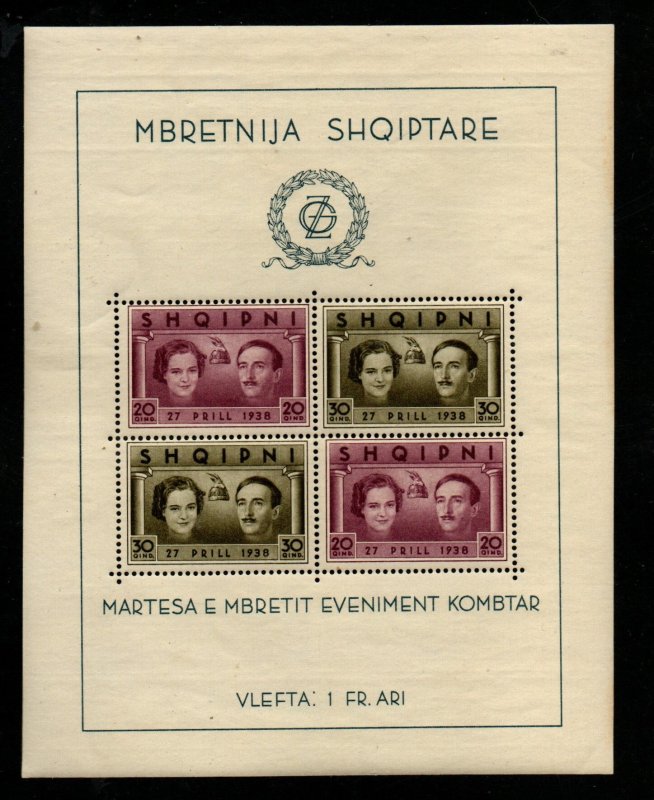 MBRETNIJA SHQIPTARE
ZG
SHQIPNI
20 QIND. 27 PRILL 1938 20 QIND.
SHQIPNI
30 QIND. 27 PRILL 1938 30 QIND.
SHQIPNI
30 QIND. 27 PRILL 1938 30 QIND.
SHQIPNI
20 QIND. 27 PRILL 1938 20 QIND.
MARTESA E MBRETIT EVENIMENT KOMBTAR
VLEFTA: 1 FR. ARI